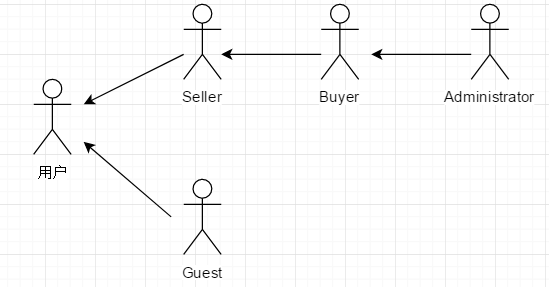 Seller
Buyer
Administrator
用户
Guest